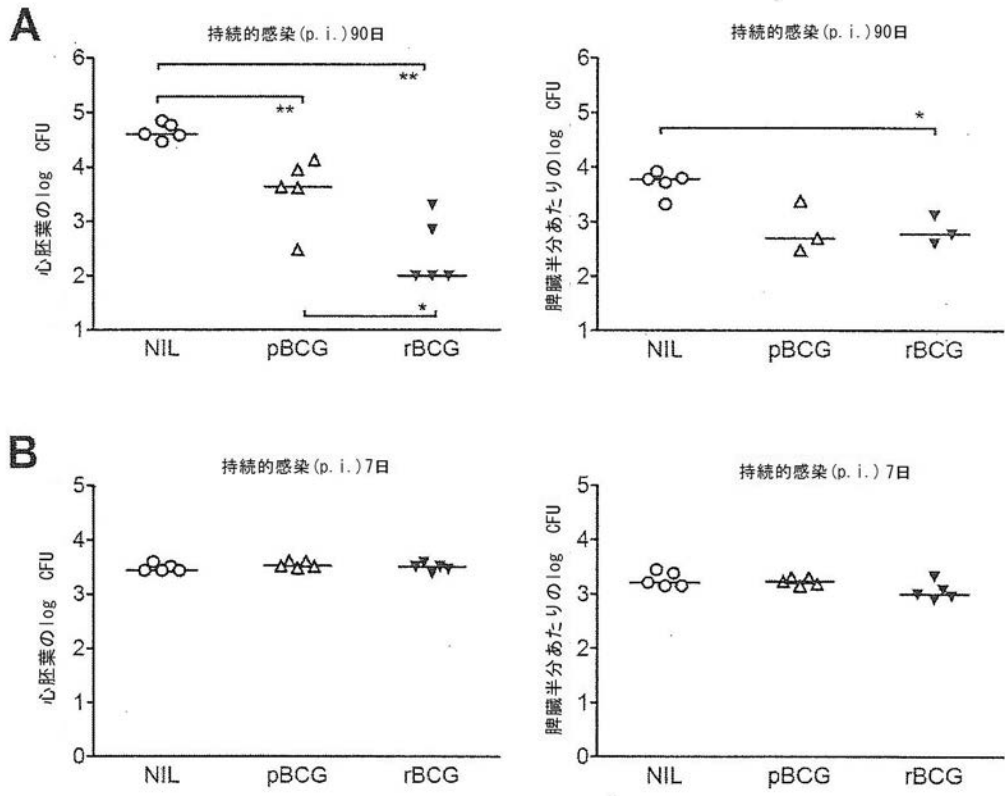 A
持続的感染(p.i.)90日
心胚葉のlog CFU
6
5
4
3
2
1
**
**
*
NIL pBCG rBCG
持続的感染(p.i.)90日
脾臓半分あたりのlog CFU
6
5
4
3
2
1
*
NIL pBCG rBCG
B
持続的感染(p.i.)7日
心胚葉のlog CFU
5
4
3
2
1
0
NIL pBCG rBCG
持続的感染(p.i.)7日
脾臓半分あたりのlog CFU
5
4
3
2
1
0
NIL pBCG rBCG